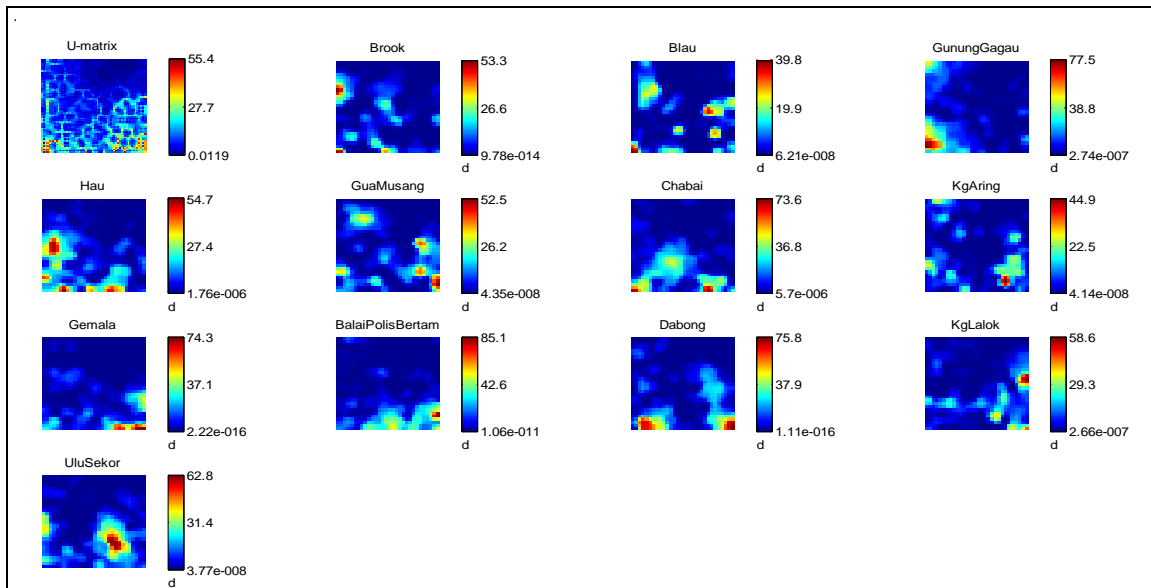 U-matrix
55.4
27.7
0.0119
Brook
53.3
26.6
9.78e-014
d
Blau
39.8
19.9
6.21e-008
d
GunungGagau
77.5
38.8
2.74e-007
d
Hau
54.7
27.4
1.76e-006
d
GuaMusang
52.5
26.2
4.35e-008
d
Chabai
73.6
36.8
5.7e-006
d
KgAring
44.9
22.5
4.14e-008
d
Gemala
74.3
37.1
2.22e-016
d
BalaiPolisBertam
85.1
42.6
1.06e-011
d
Dabong
75.8
37.9
1.11e-016
d
KgLalok
58.6
29.3
2.66e-007
d
UluSekor
62.8
31.4
3.77e-008
d